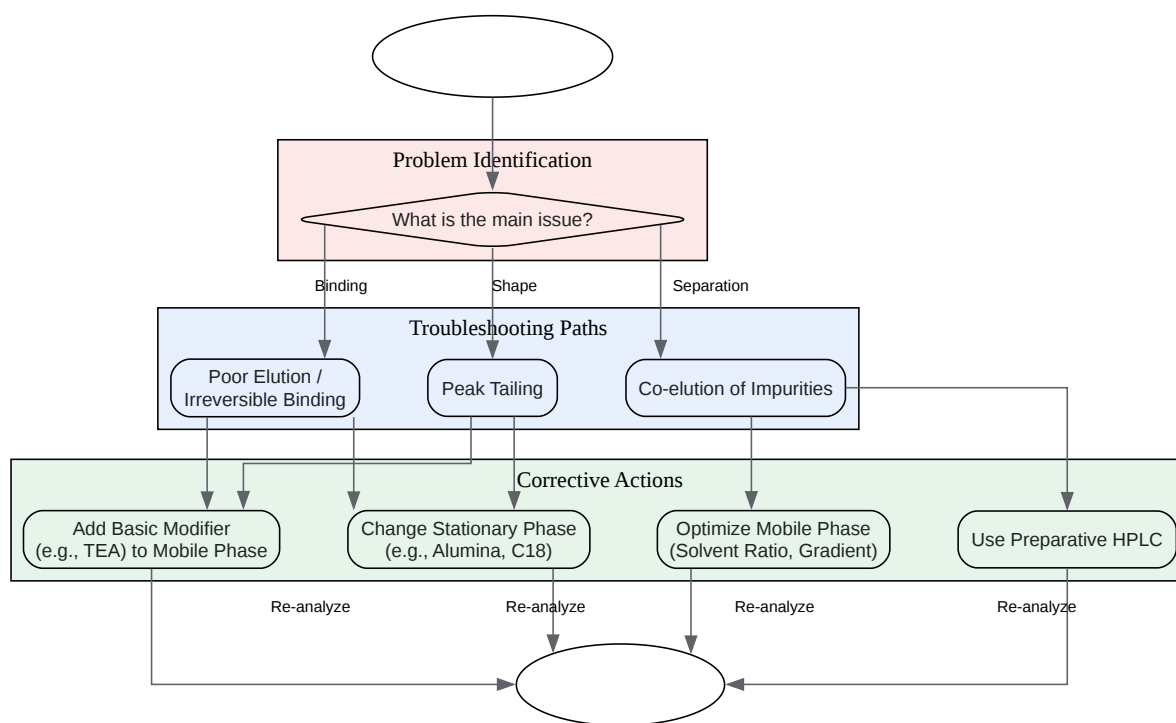 Problem Identification
What is the main issue?
Binding
Shape
Separation
Troubleshooting Paths
Poor Elution /
Irreversible Binding
Peak Tailing
Co-elution of Impurities
Corrective Actions
Add Basic Modifier
(e.g., TEA) to Mobile Phase
Change Stationary Phase
(e.g., Alumina, C18)
Optimize Mobile Phase
(Solvent Ratio, Gradient)
Use Preparative HPLC
Re-analyze
Re-analyze
Re-analyze
Re-analyze